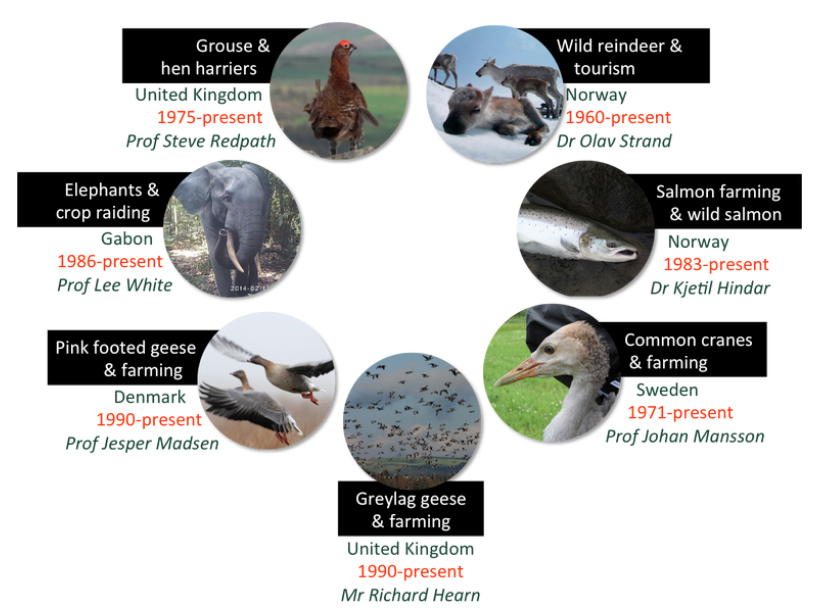 Grouse &
hen harriers
United Kingdom
1975-present
Prof Steve Redpath
Wild reindeer &
tourism
Norway
1960-present
Dr Olav Strand
Elephants &
crop raiding
Gabon
1986-present
Prof Lee White
Salmon farming
& wild salmon
Norway
1983-present
Dr Kjetil Hindar
Pink footed geese
& farming
Denmark
1990-present
Prof Jesper Madsen
Common cranes
& farming
Sweden
1971-present
Prof Johan Mansson
Greylag geese
& farming
United Kingdom
1990-present
Mr Richard Hearn